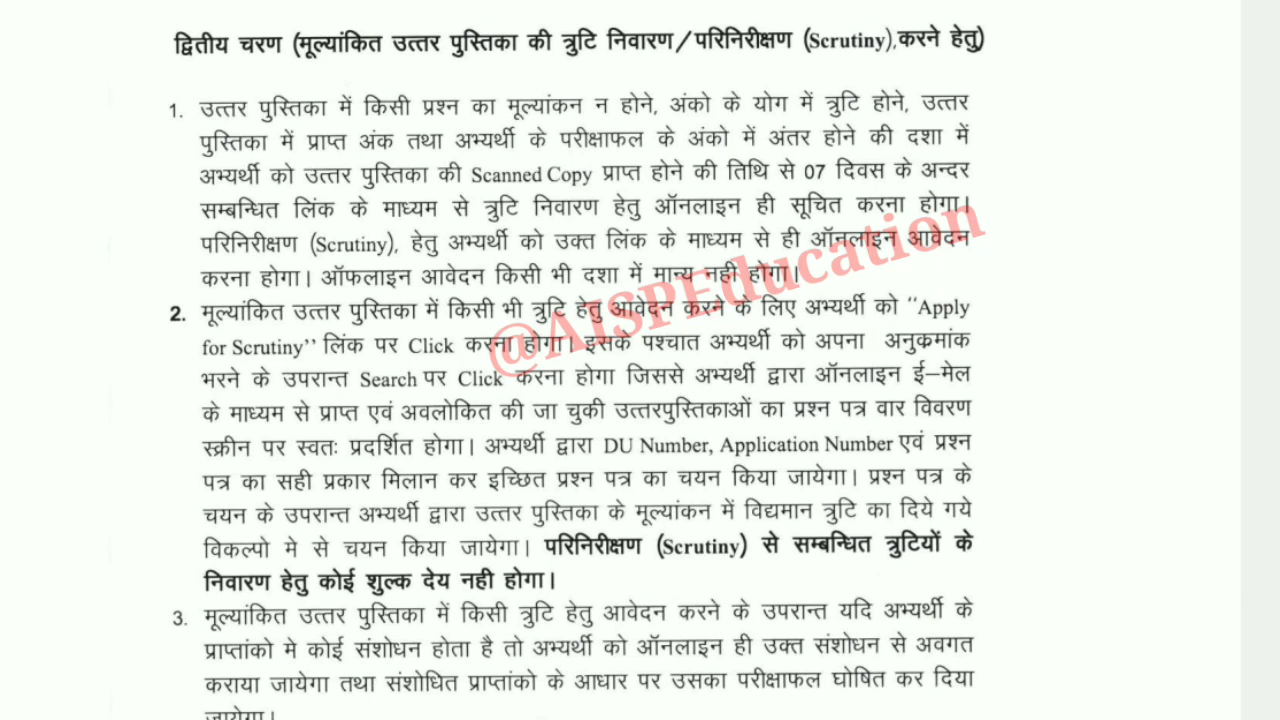 द्वितीय चरण (मूल्यांकित उत्तर पुस्तिका की त्रुटि निवारण/परिनिरीक्षण (Scrutiny),करने हेतु)
1. उत्तर पुस्तिका में किसी प्रश्न का मूल्यांकन न होने, अंको के योग में त्रुटि होने, उत्तर
पुस्तिका में प्राप्त अंक तथा अभ्यर्थी के परीक्षाफल के अंको में अंतर होने की दशा में
अभ्यर्थी को उत्तर पुस्तिका की Scanned Copy प्राप्त होने की तिथि से 07 दिवस के अन्दर
सम्बन्धित लिंक के माध्यम से त्रुटि निवारण हेतु ऑनलाइन ही सूचित करना होगा।
परिनिरीक्षण (Scrutiny), हेतु अभ्यर्थी को उक्त लिंक के माध्यम से ही ऑनलाइन आवेदन
करना होगा। ऑफलाइन आवेदन किसी भी दशा में मान्य नही होगा।
2. मूल्यांकित उत्तर पुस्तिका में किसी भी त्रुटि हेतु आवेदन करने के लिए अभ्यर्थी को "Apply
for Scrutiny" लिंक पर Click करना होगा। इसके पश्चात अभ्यर्थी को अपना अनुक्रमांक
भरने के उपरान्त Search पर Click करना होगा जिससे अभ्यर्थी द्वारा ऑनलाइन ई–मेल
के माध्यम से प्राप्त एवं अवलोकित की जा चुकी उत्तरपुस्तिकाओं का प्रश्न पत्र वार विवरण
स्क्रीन पर स्वतः प्रदर्शित होगा। अभ्यर्थी द्वारा DU Number, Application Number एवं प्रश्न
पत्र का सही प्रकार मिलान कर इच्छित प्रश्न पत्र का चयन किया जायेगा। प्रश्न पत्र के
चयन के उपरान्त अभ्यर्थी द्वारा उत्तर पुस्तिका के मूल्यांकन में विद्यमान त्रुटि का दिये गये
विकल्पो मे से चयन किया जायेगा। परिनिरीक्षण (Scrutiny) से सम्बन्धित त्रुटियों के
निवारण हेतु कोई शुल्क देय नही होगा।
3. मूल्यांकित उत्तर पुस्तिका में किसी त्रुटि हेतु आवेदन करने के उपरान्त यदि अभ्यर्थी के
प्राप्तांको मे कोई संशोधन होता है तो अभ्यर्थी को ऑनलाइन ही उक्त संशोधन से अवगत
कराया जायेगा तथा संशोधित प्राप्तांको के आधार पर उसका परीक्षाफल घोषित कर दिया
जायेगा।
@AISPEducation